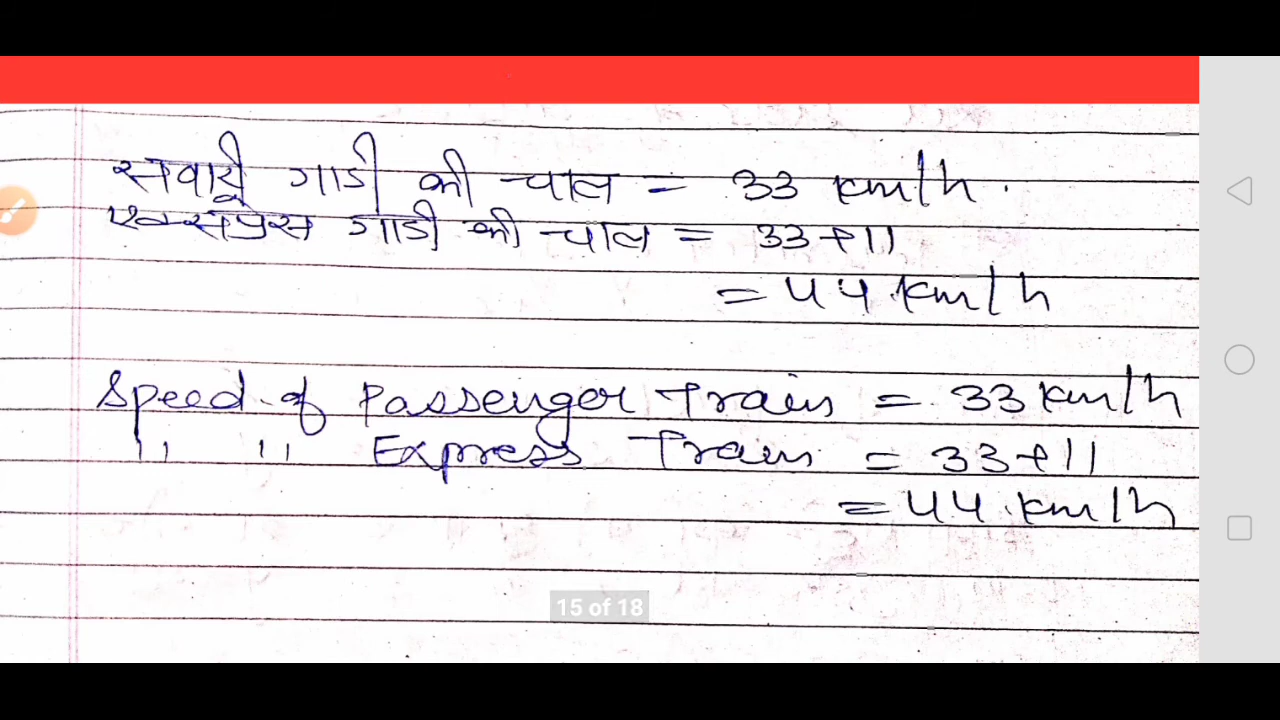 सवारी गाडी की चाल = 33 km/h.
एक्सप्रेस गाडी की चाल = 33+11
= 44 km/h
Speed of Passenger Train = 33 km/h
" " Express Train = 33+11
= 44 km/h
15 of 18